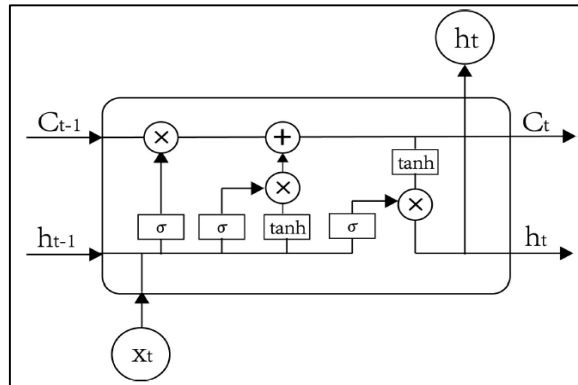 ht
Ct-1
×
+
Ct
tanh
×
×
σ
σ
tanh
σ
ht-1
ht
xt